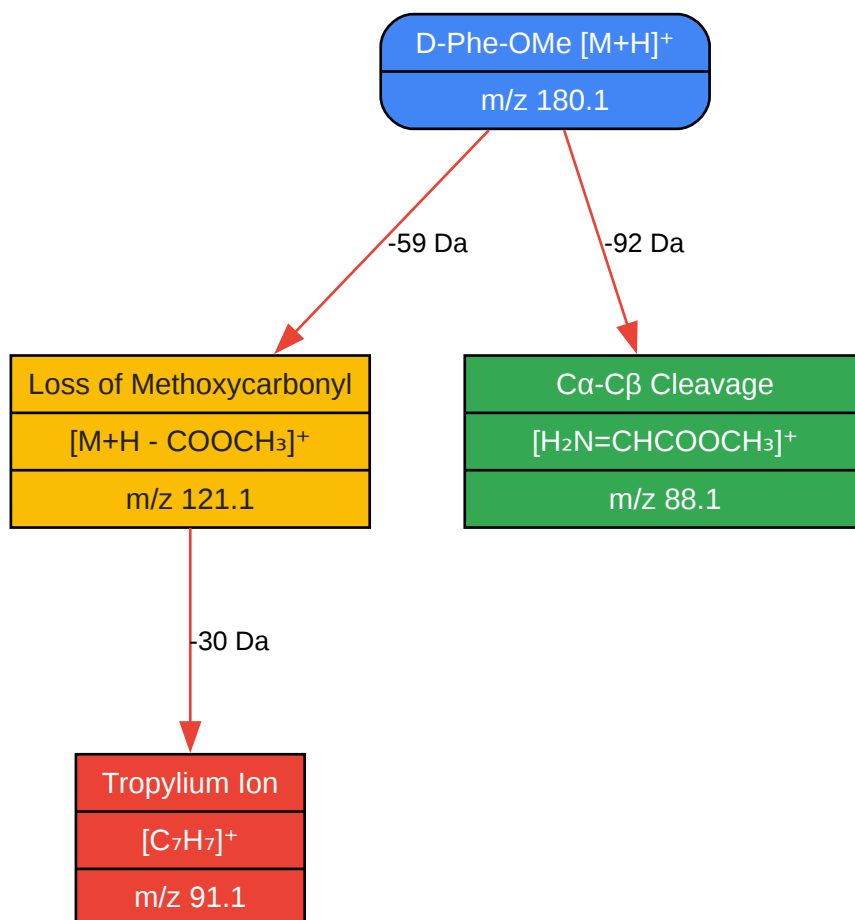 D-Phe-OMe [M+H]⁺
m/z 180.1
-59 Da
-92 Da
Loss of Methoxycarbonyl
[M+H - COOCH₃]⁺
m/z 121.1
Cα-Cβ Cleavage
[H₂N=CHCOOCH₃]⁺
m/z 88.1
-30 Da
Tropylium Ion
[C₇H₇]⁺
m/z 91.1